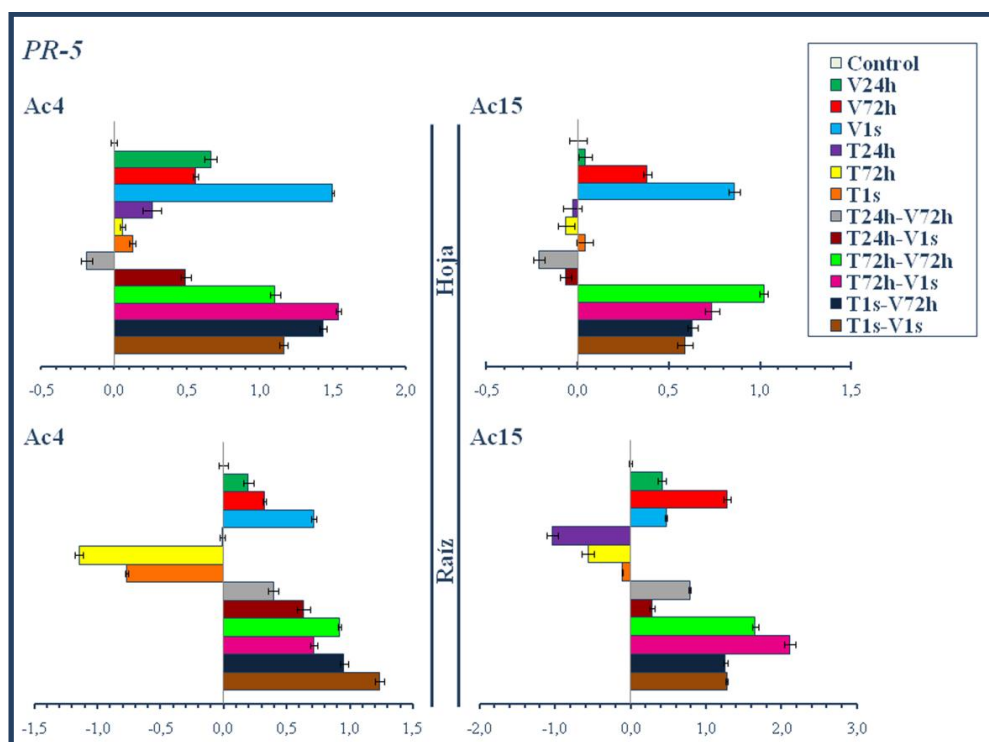 PR-5
Control
V24h
V72h
V1s
T24h
T72h
T1s
T24h-V72h
T24h-V1s
T72h-V72h
T72h-V1s
T1s-V72h
T1s-V1s
Ac4
Ac15
Hoja
-0,5 0,0 0,5 1,0 1,5 2,0
-0,5 0,0 0,5 1,0 1,5
Ac4
Ac15
Raíz
-1,5 -1,0 -0,5 0,0 0,5 1,0 1,5
-2,0 -1,0 0,0 1,0 2,0 3,0